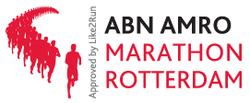 Approved by Like2Run
ABN AMRO
MARATHON
ROTTERDAM